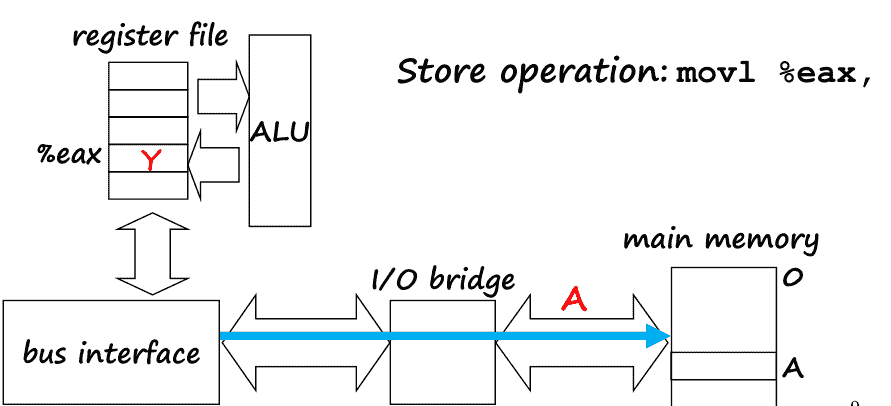 register file
Store operation: movl %eax,
ALU
%eax
Y
main memory
I/O bridge
A
0
bus interface
A